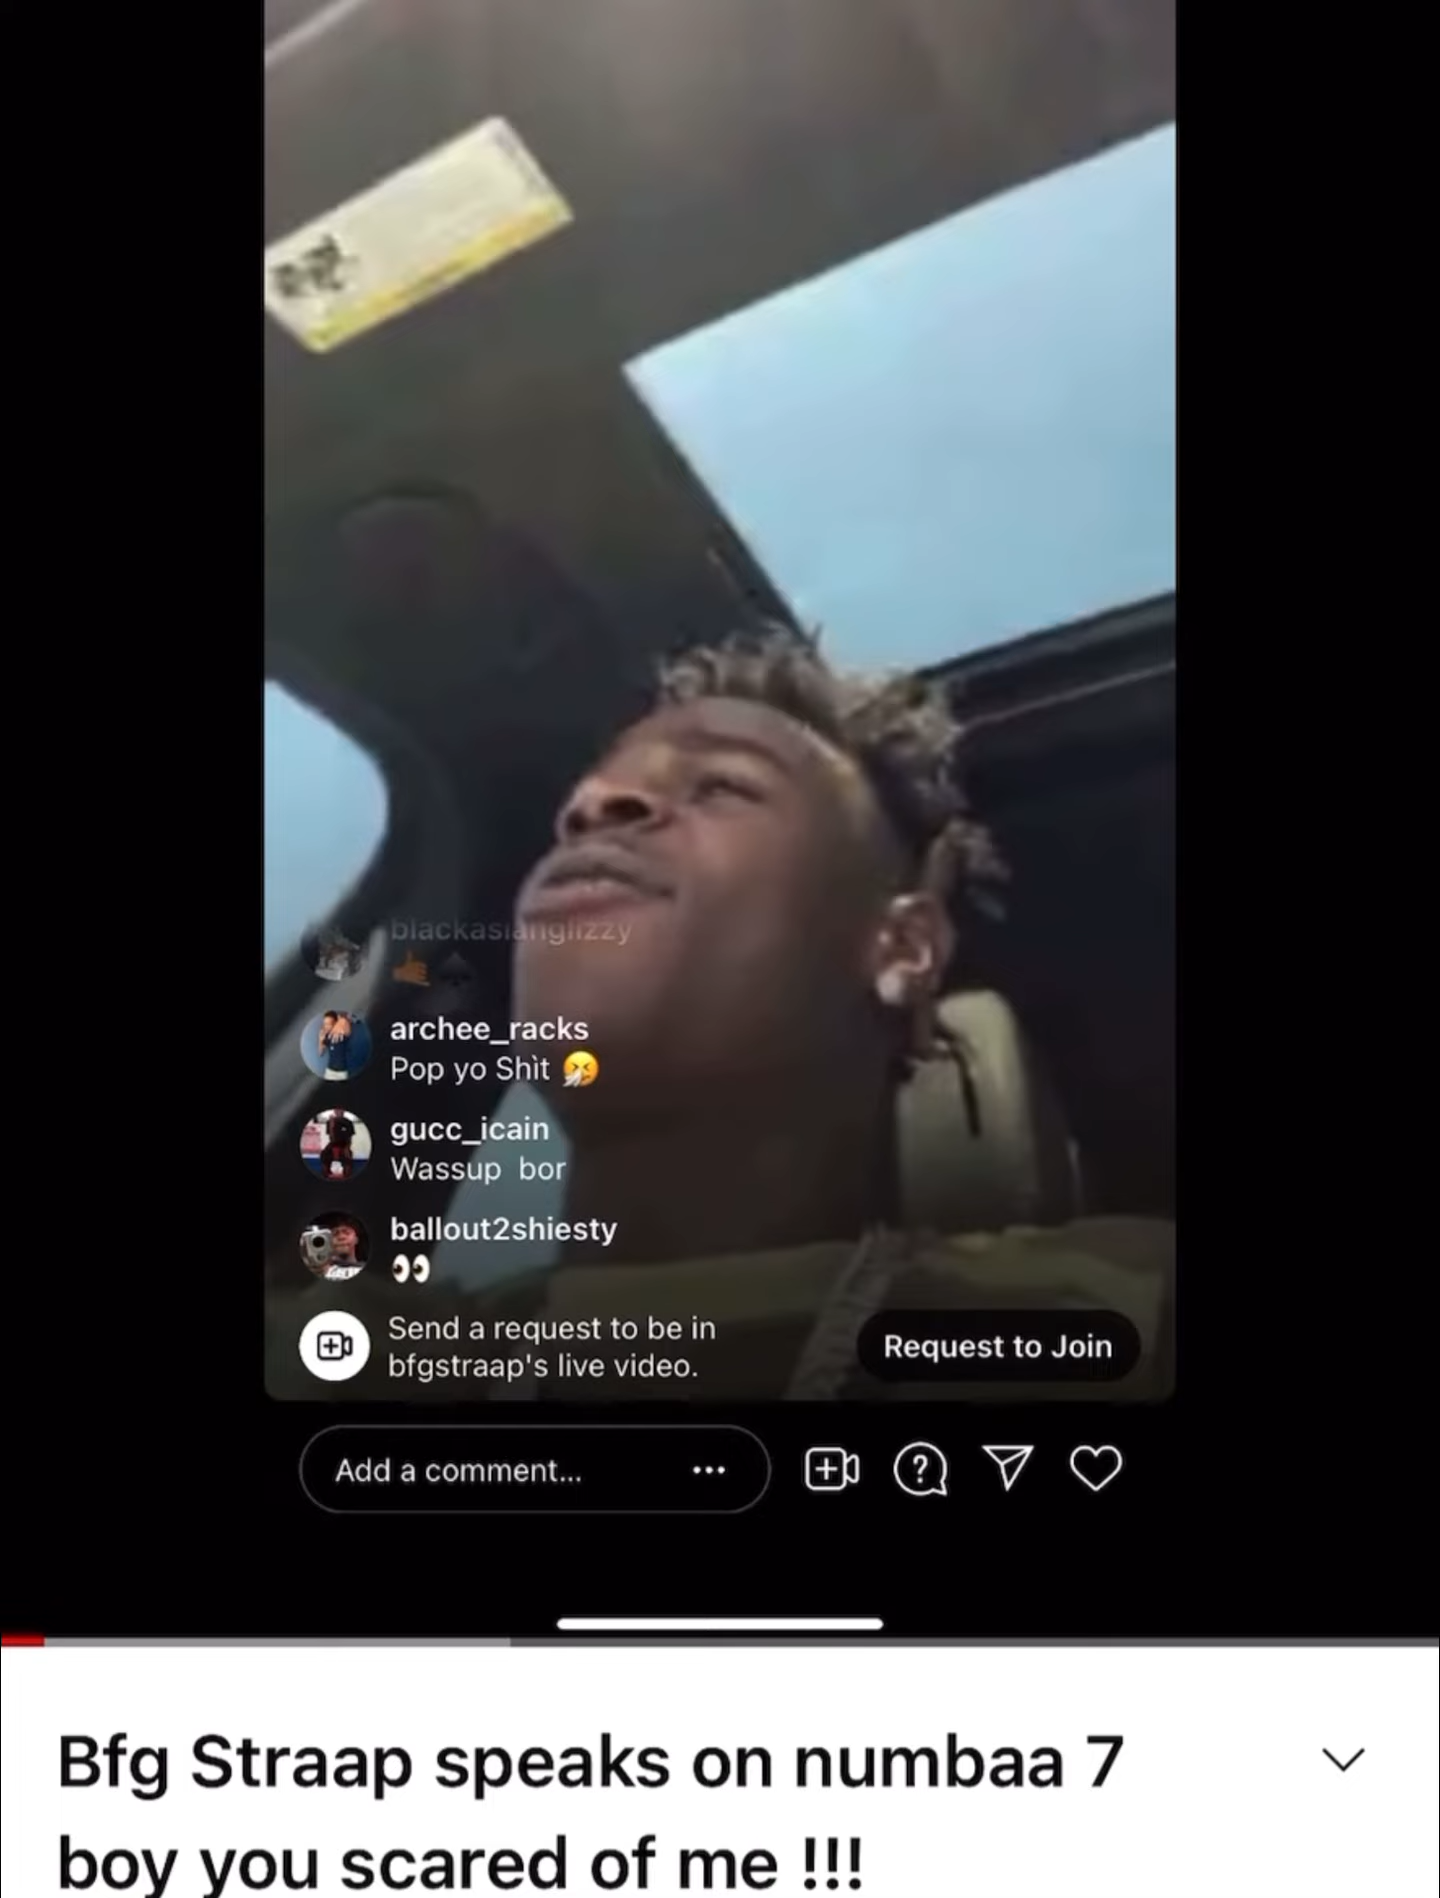 blackasianglizzy
🤙🏾♠️
archee_racks
Pop yo Shìt 🤧
gucc_icain
Wassup bor
ballout2shiesty
👀
Send a request to be in
bfgstraap's live video.
Request to Join
Add a comment...
Bfg Straap speaks on numbaa 7
boy you scared of me !!!